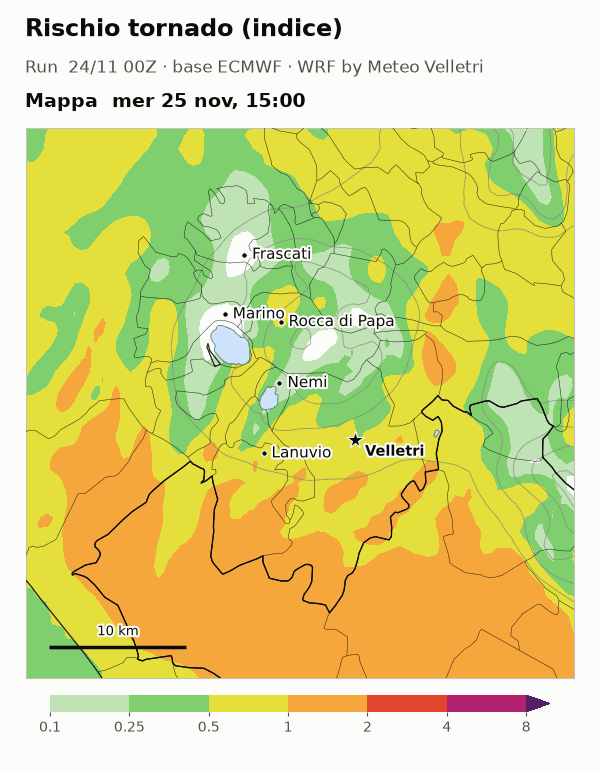 Rischio tornado (indice)
Run  24/11 00Z · base ECMWF · WRF by Meteo Velletri
Mappa  mer 25 nov, 15:00
Frascati
Marino
Rocca di Papa
Nemi
Velletri
Lanuvio
10 km
0.1 0.25 0.5 1 2 4 8